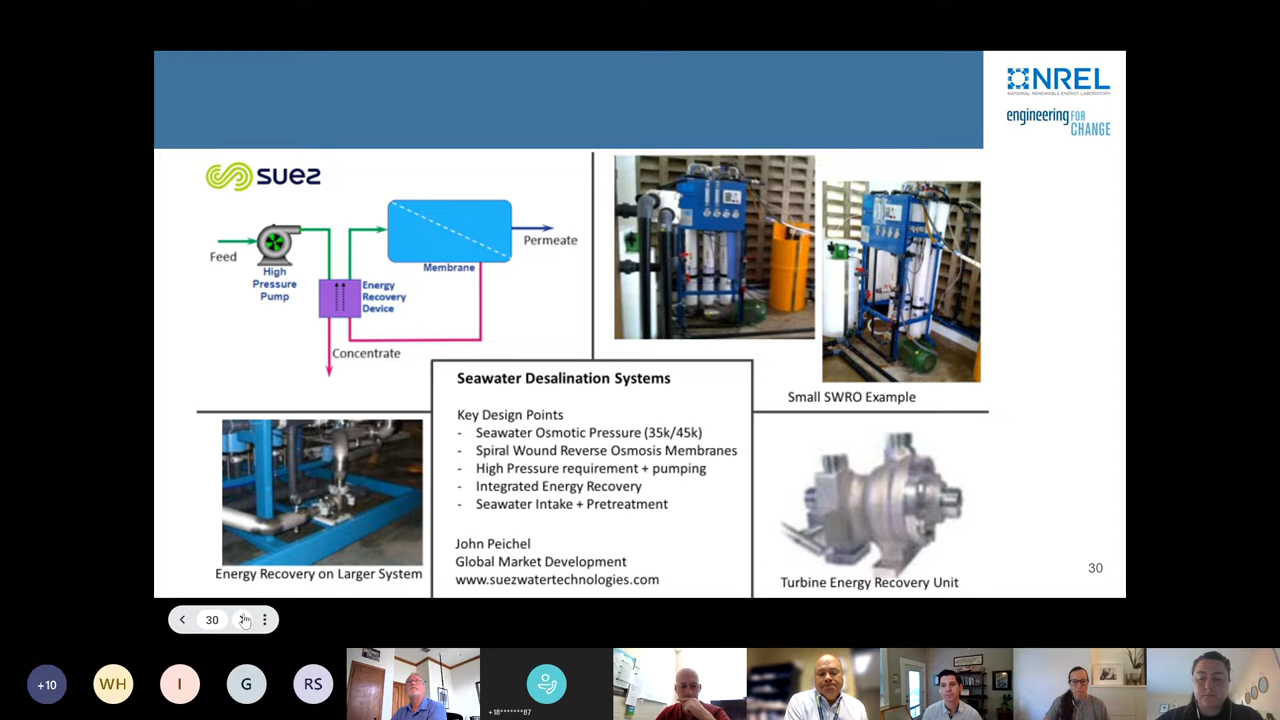 NREL
NATIONAL RENEWABLE ENERGY LABORATORY
engineering FOR
CHANGE
suez
Feed
High
Pressure
Pump
Energy
Recovery
Device
Membrane
Permeate
Concentrate
Small SWRO Example
Seawater Desalination Systems
Key Design Points
- Seawater Osmotic Pressure (35k/45k)
- Spiral Wound Reverse Osmosis Membranes
- High Pressure requirement + pumping
- Integrated Energy Recovery
- Seawater Intake + Pretreatment
John Peichel
Global Market Development
www.suezwatertechnologies.com
Energy Recovery on Larger System
Turbine Energy Recovery Unit
30
30
+10
WH
I
G
RS
+18*******87